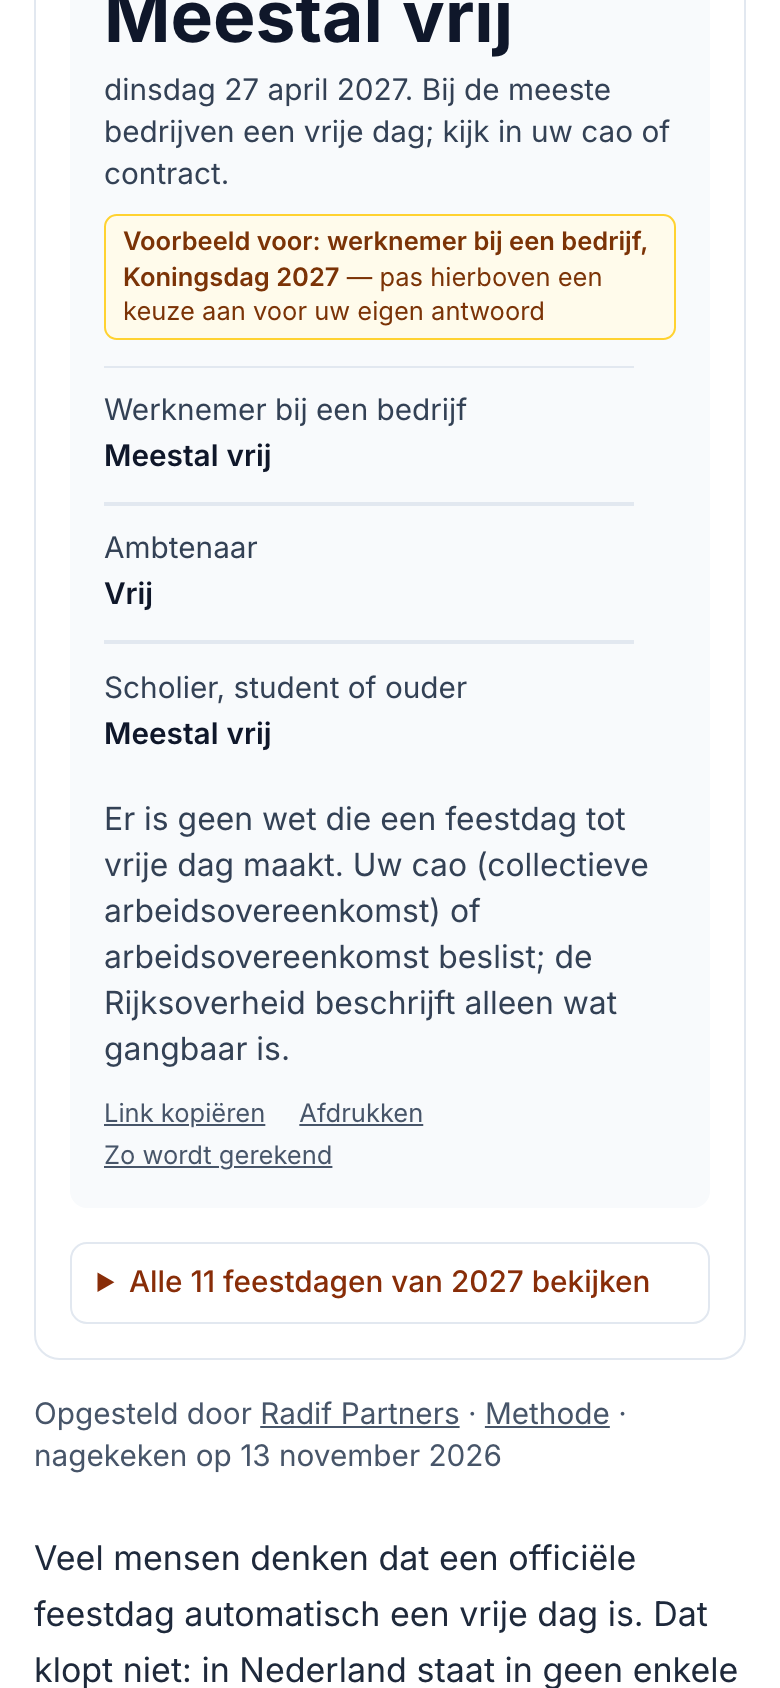 Meestal vrij
dinsdag 27 april 2027. Bij de meeste
bedrijven een vrije dag; kijk in uw cao of
contract.
Voorbeeld voor: werknemer bij een bedrijf,
Koningsdag 2027 — pas hierboven een
keuze aan voor uw eigen antwoord
Werknemer bij een bedrijf
Meestal vrij
Ambtenaar
Vrij
Scholier, student of ouder
Meestal vrij
Er is geen wet die een feestdag tot
vrije dag maakt. Uw cao (collectieve
arbeidsovereenkomst) of
arbeidsovereenkomst beslist; de
Rijksoverheid beschrijft alleen wat
gangbaar is.
Link kopiëren Afdrukken
Zo wordt gerekend
▶ Alle 11 feestdagen van 2027 bekijken
Opgesteld door Radif Partners · Methode ·
nagekeken op 13 november 2026
Veel mensen denken dat een officiële
feestdag automatisch een vrije dag is. Dat
klopt niet: in Nederland staat in geen enkele